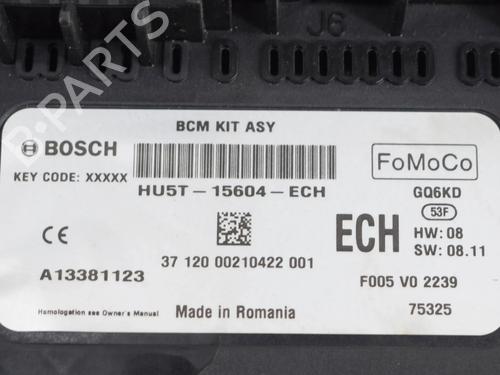 J6
B-PARTS
BCM KIT ASY
BOSCH
FoMoCo
KEY CODE: XXXXX
HU5T-15604-ECH
GQ6KD
53F
CE
ECH
HW: 08
SW: 08.11
A13381123
37 120 00210422 001
F005 V0 2239
Homologation see Owner's Manual
Made in Romania
75325